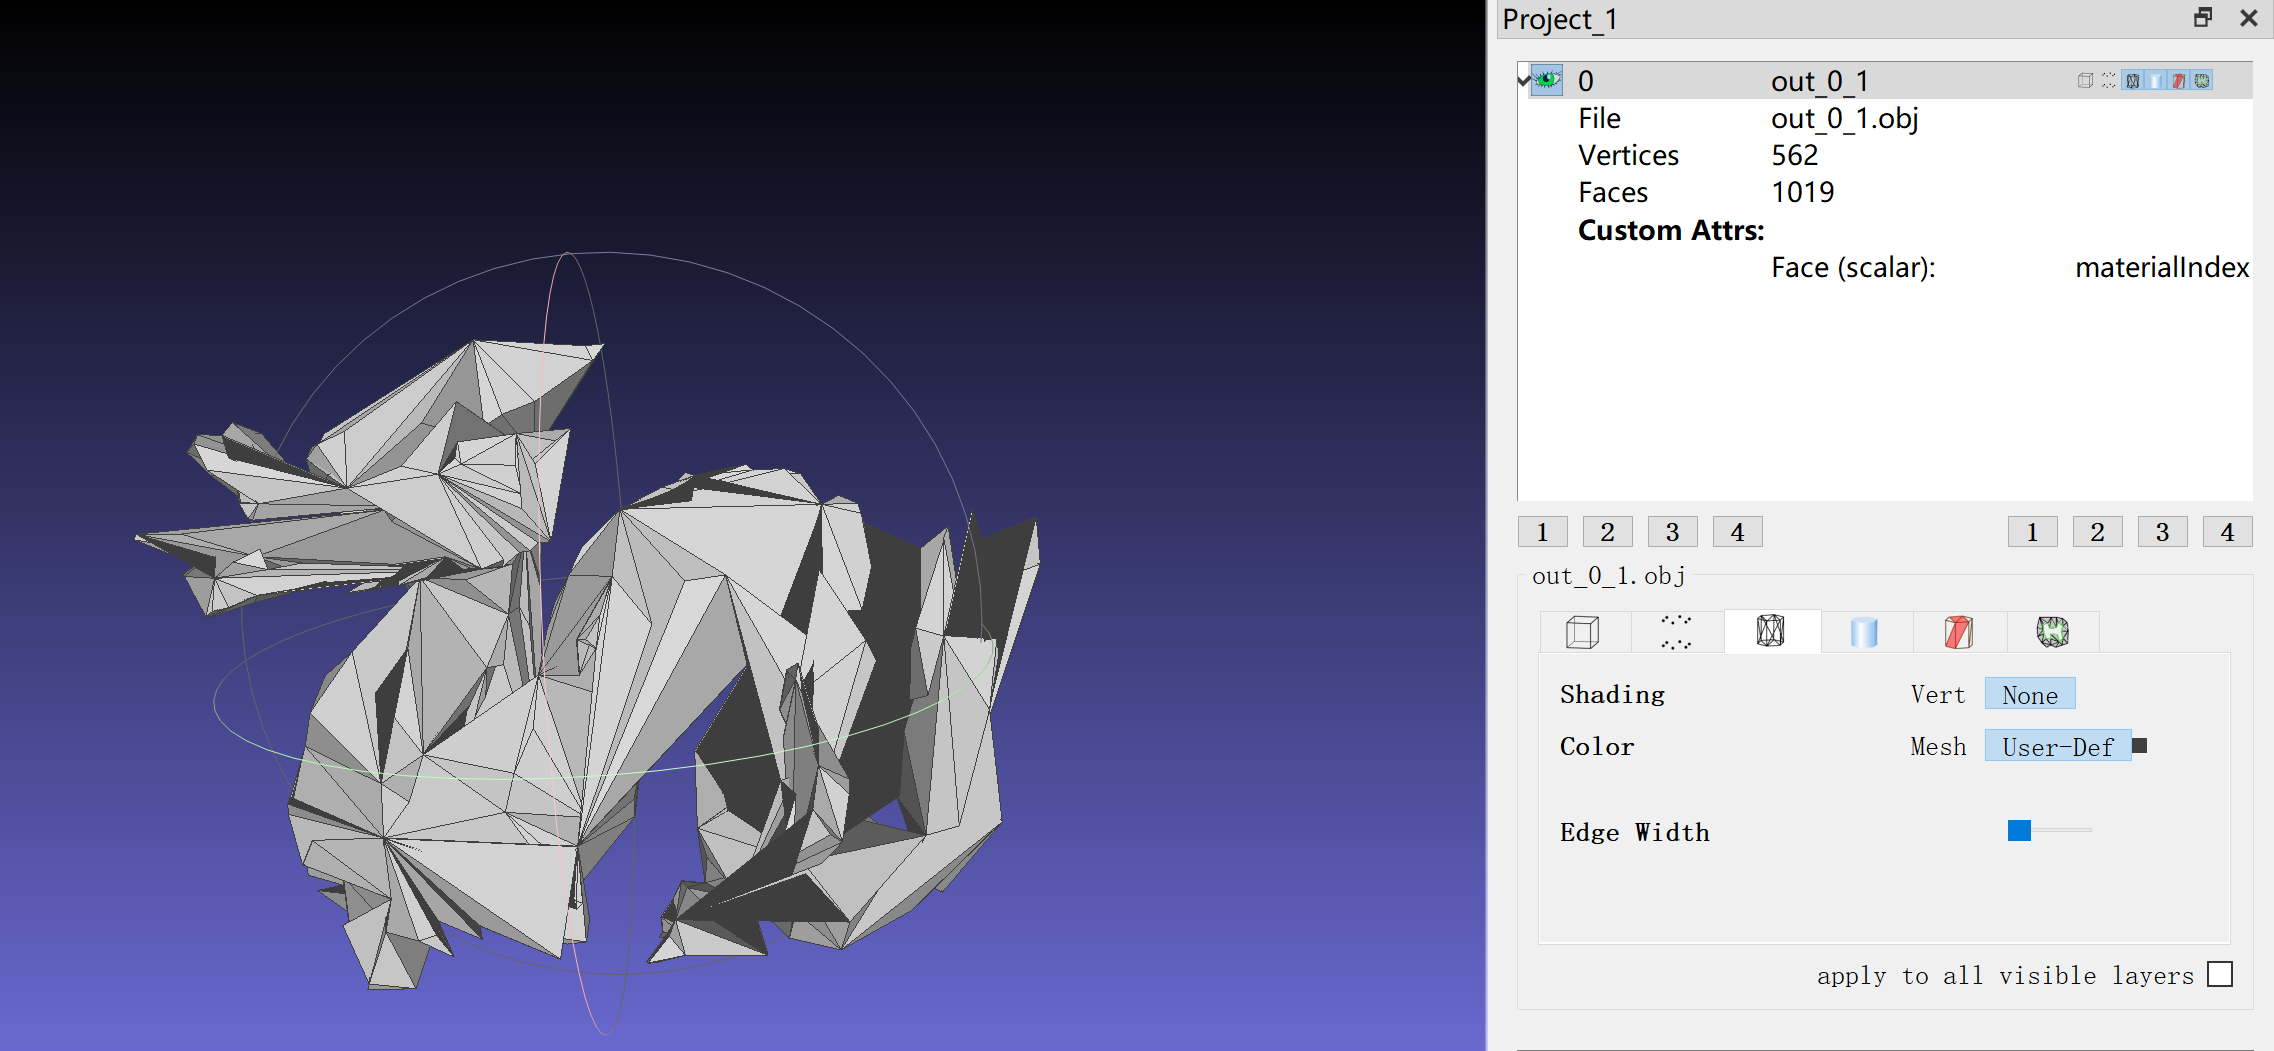 Project_1
0 out_0_1
File out_0_1.obj
Vertices 562
Faces 1019
Custom Attrs:
Face (scalar): materialIndex
1 2 3 4 1 2 3 4
out_0_1.obj
Shading Vert None
Color Mesh User-Def
Edge Width
apply to all visible layers